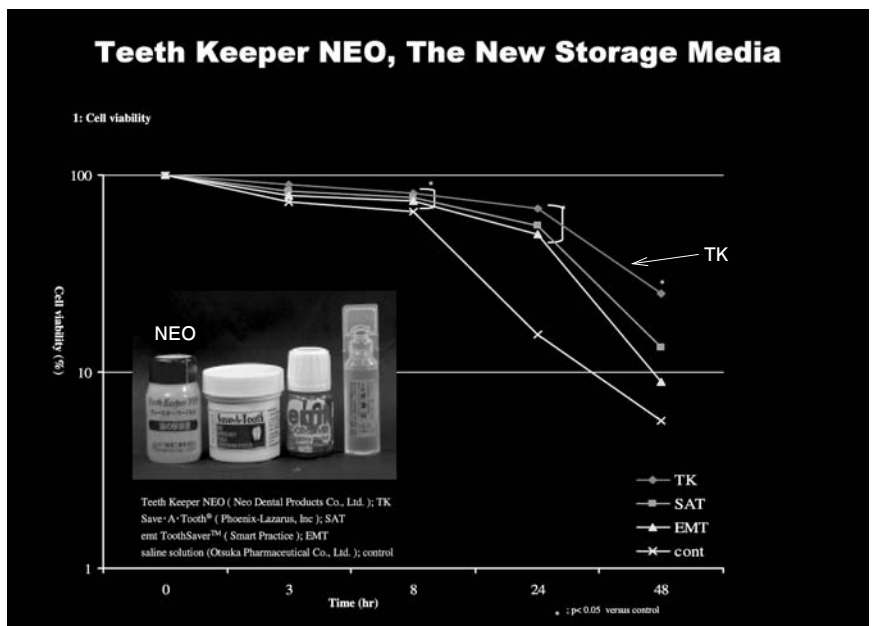 Teeth Keeper NEO, The New Storage Media
1: Cell viability
100
10
1
Cell viability (%)
*
TK
*
NEO
Save·A·Tooth
Teeth Keeper NEO ( Neo Dental Products Co., Ltd. ); TK
Save·A·Tooth® ( Phoenix-Lazarus, Inc ); SAT
emt ToothSaver™ ( Smart Practice ); EMT
saline solution (Otsuka Pharmaceutical Co., Ltd. ); control
TK
SAT
EMT
cont
0 3 8 24 48
Time (hr)
* ; p< 0.05 versus control